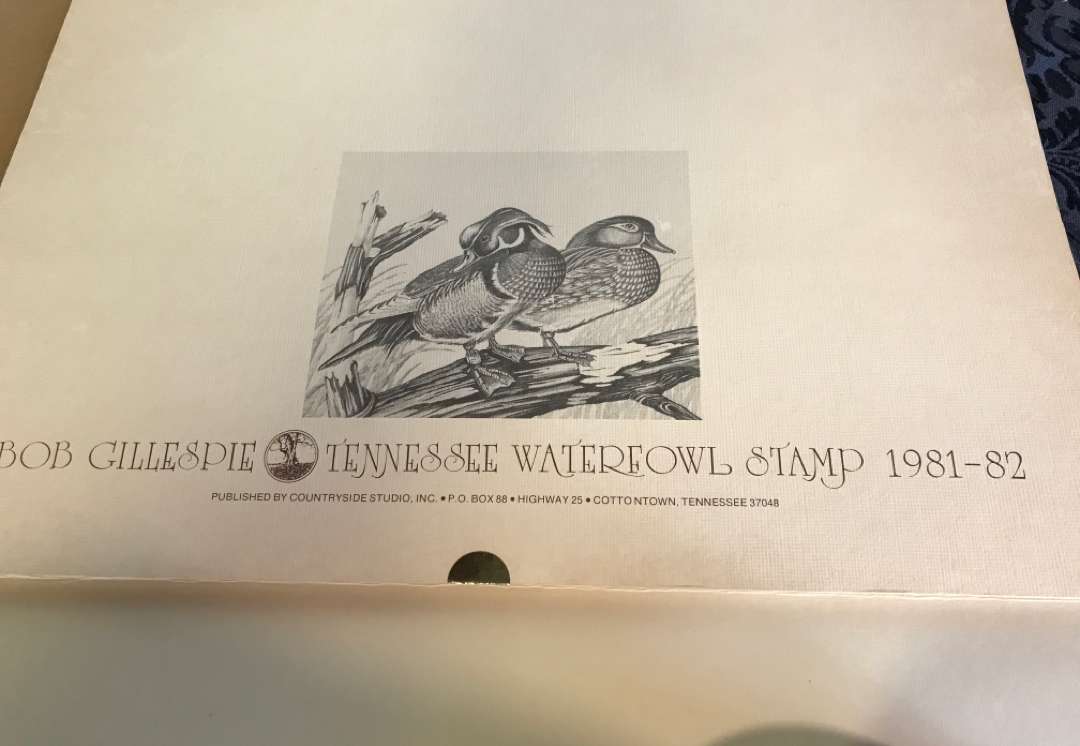 BOB GILLESPIE TENNESSEE WATERFOWL STAMP 1981-82
PUBLISHED BY COUNTRYSIDE STUDIO, INC. • P.O. BOX 88 • HIGHWAY 25 • COTTONTOWN, TENNESSEE 37048